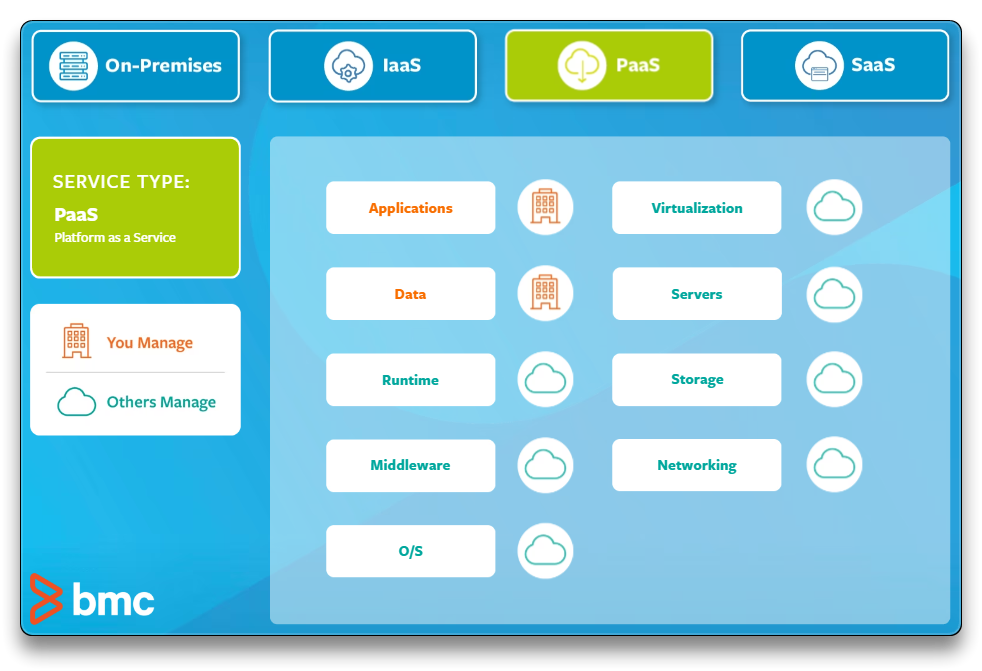 On-Premises
IaaS
PaaS
SaaS
SERVICE TYPE:
PaaS
Platform as a Service
You Manage
Others Manage
Applications
Virtualization
Data
Servers
Runtime
Storage
Middleware
Networking
O/S
bmc